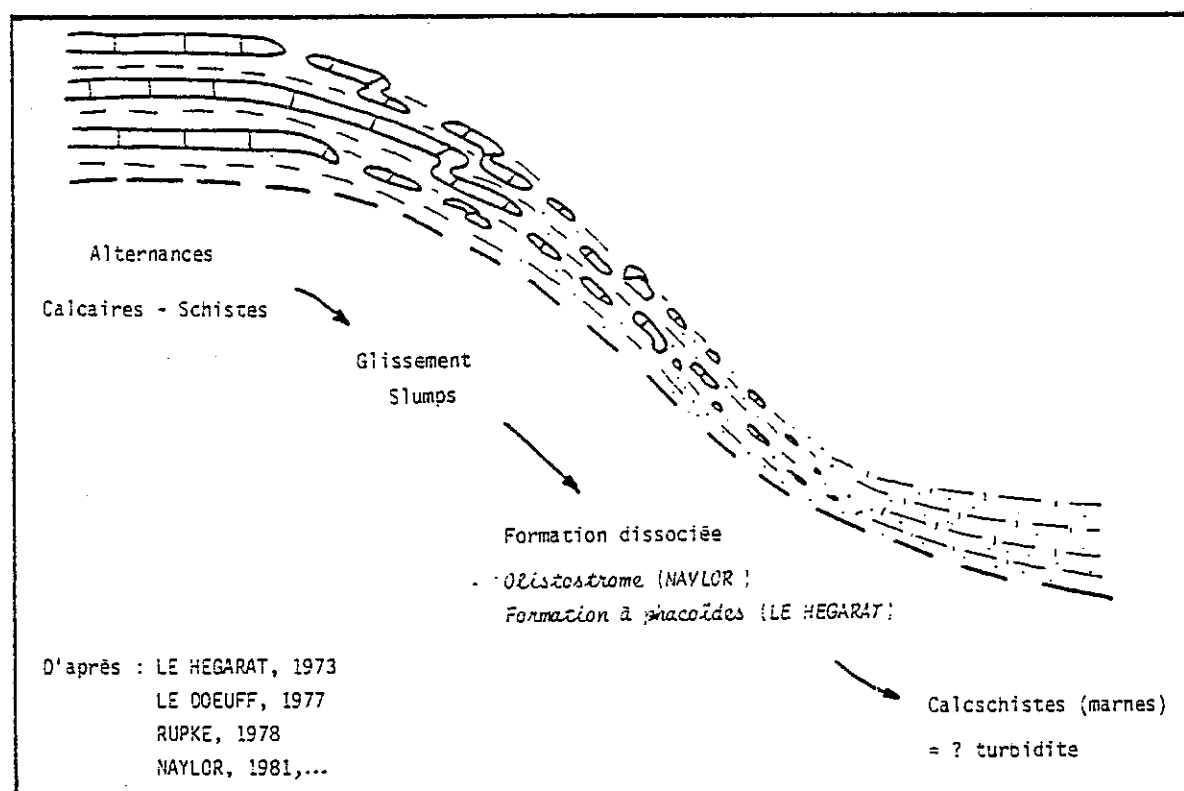 Alternances
Calcaires - Schistes
Glissement
Slumps
Formation dissociée
Olistostrome (NAYLOR)
Formation à phacoïdes (LE HEGARAT)
D'après : LE HEGARAT, 1973
LE DOEUFF, 1977
RUPKE, 1978
NAYLOR, 1981,...
Calcschistes (marnes)
= ? turbidite